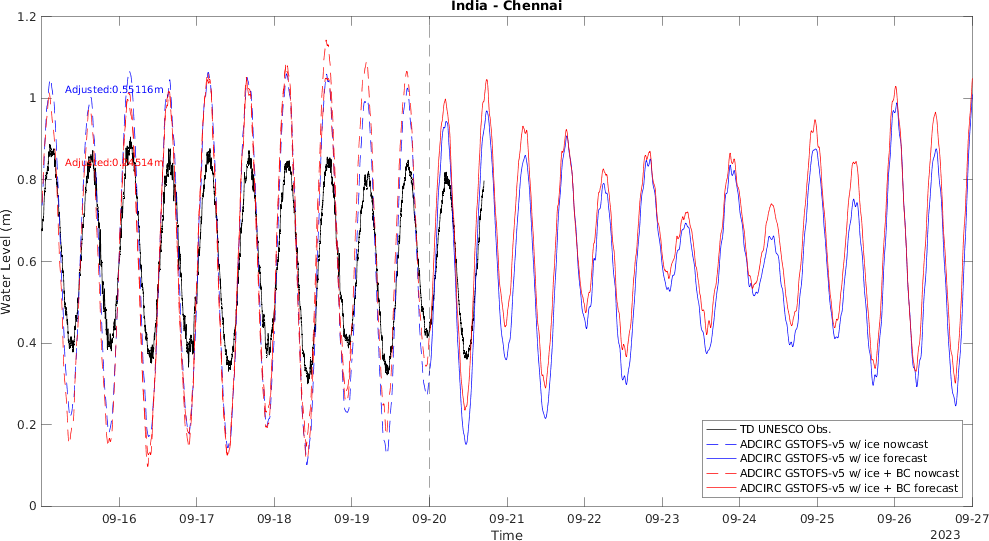 India - Chennai
1.2
1
0.8
0.6
0.4
0.2
0
Water Level (m)
Adjusted:0.55116m
TD UNESCO Obs.
ADCIRC GSTOFS-v5 w/ ice nowcast
ADCIRC GSTOFS-v5 w/ ice forecast
ADCIRC GSTOFS-v5 w/ ice + BC nowcast
ADCIRC GSTOFS-v5 w/ ice + BC forecast
09-16 09-17 09-18 09-19 09-20 09-21 09-22 09-23 09-24 09-25 09-26 09-27
Time
2023